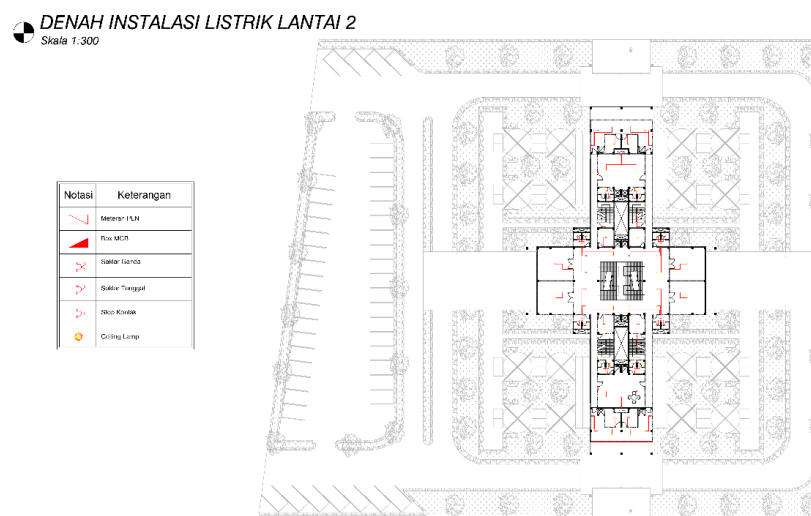 DENAH INSTALASI LISTRIK LANTAI 2
Skala 1:300
Notasi Keterangan
Meteran PLN
Box MCB
Saklar Ganda
Saklar Tunggal
Stop Kontak
Ceiling Lamp